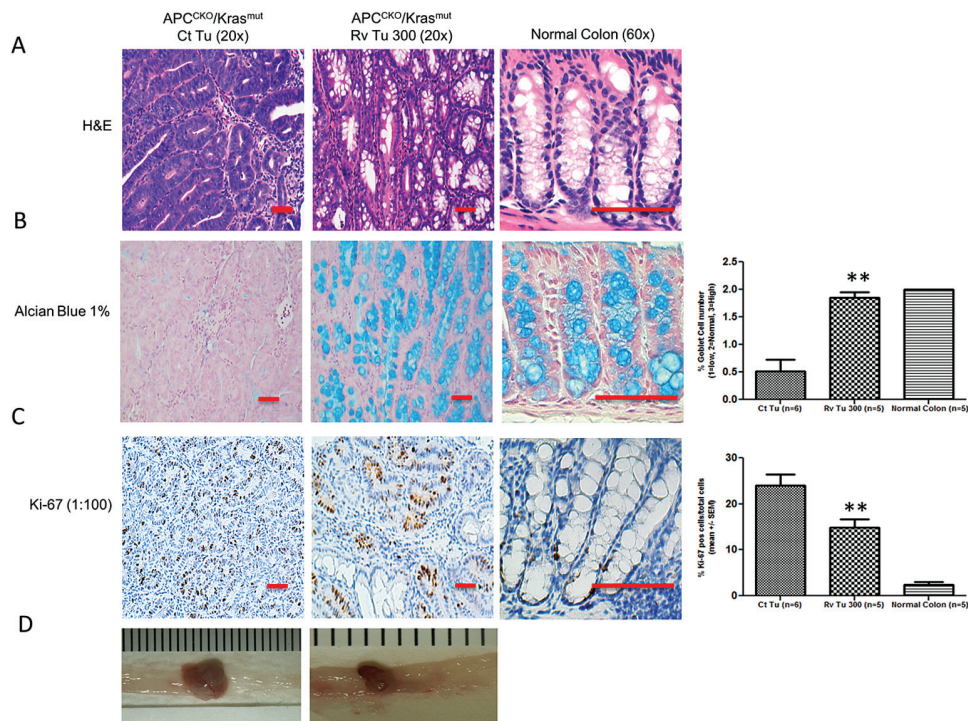 APC^CKO/Kras^mut
Ct Tu (20x)
APC^CKO/Kras^mut
Rv Tu 300 (20x)
Normal Colon (60x)
A
H&E
B
Alcian Blue 1%
% Goblet Cell number
(1=low, 2=Normal, 3=High)
2.5
2.0
1.5
1.0
0.5
0.0
**
Ct Tu (n=6)
Rv Tu 300 (n=5)
Normal Colon (n=5)
C
Ki-67 (1:100)
% Ki-67 pos cells/total cells
(mean +/- SEM)
30
20
10
0
**
Ct Tu (n=6)
Rv Tu 300 (n=5)
Normal Colon (n=5)
D